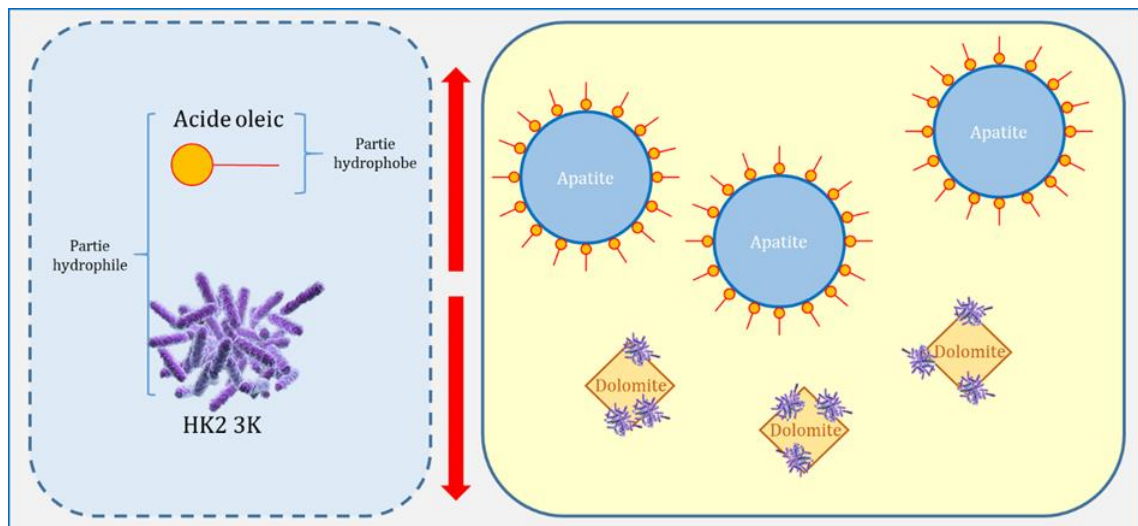 Acide oleic
Partie
hydrophobe
Partie
hydrophile
HK2 3K
Apatite
Apatite
Apatite
Dolomite
Dolomite
Dolomite